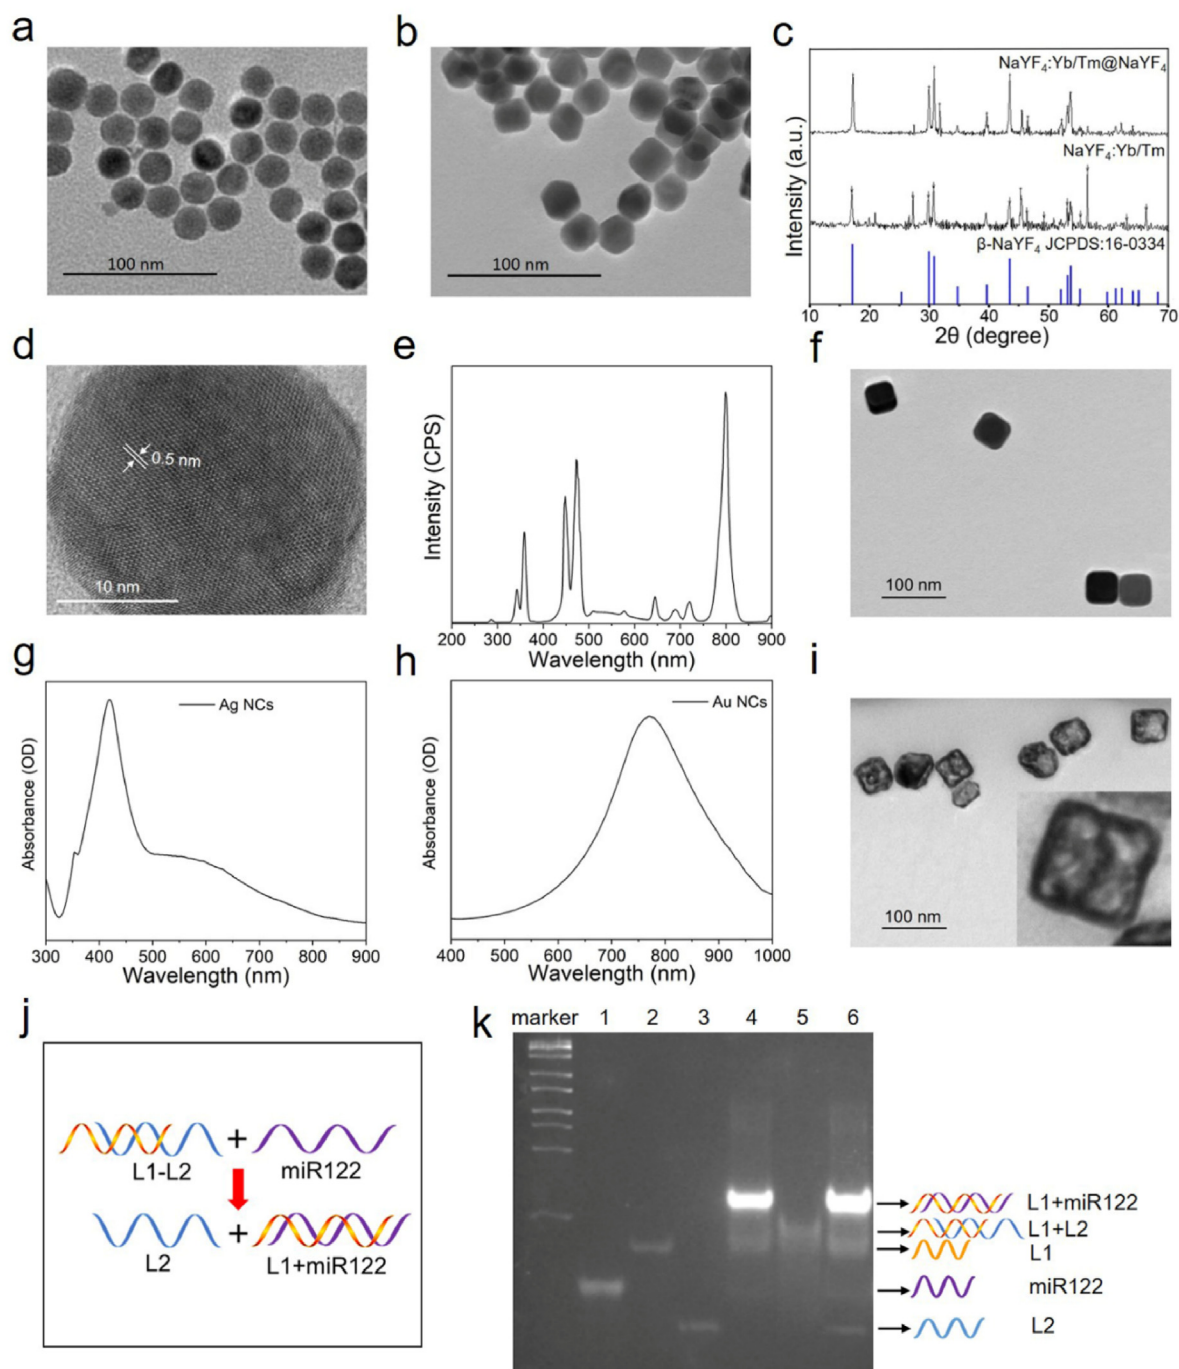 a
100 nm
b
100 nm
c
Intensity (a.u.)
NaYF₄:Yb/Tm@NaYF₄
NaYF₄:Yb/Tm
β-NaYF₄ JCPDS:16-0334
10 20 30 40 50 60 70
2θ (degree)
d
0.5 nm
10 nm
e
Intensity (CPS)
200 300 400 500 600 700 800 900
Wavelength (nm)
f
100 nm
g
Absorbance (OD)
Ag NCs
300 400 500 600 700 800 900
Wavelength (nm)
h
Absorbance (OD)
Au NCs
400 500 600 700 800 900 1000
Wavelength (nm)
i
100 nm
j
+
L1-L2 miR122
+
L2 L1+miR122
k
marker 1 2 3 4 5 6
L1+miR122
L1+L2
L1
miR122
L2